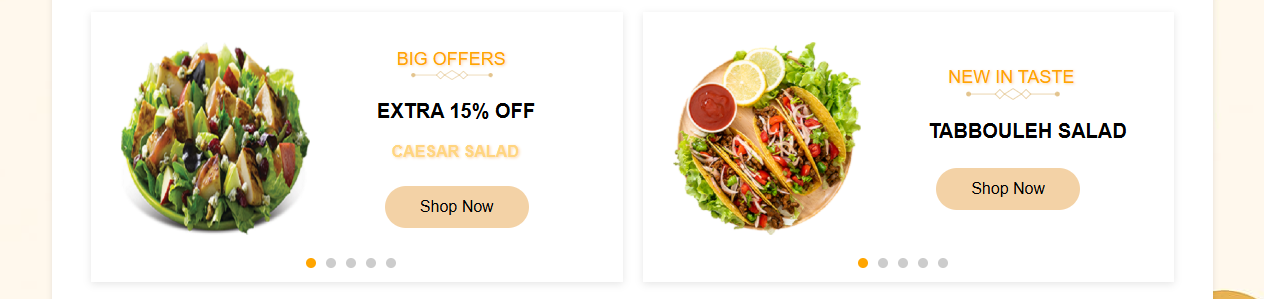 BIG OFFERS
EXTRA 15% OFF
CAESAR SALAD
Shop Now
NEW IN TASTE
TABBOULEH SALAD
Shop Now